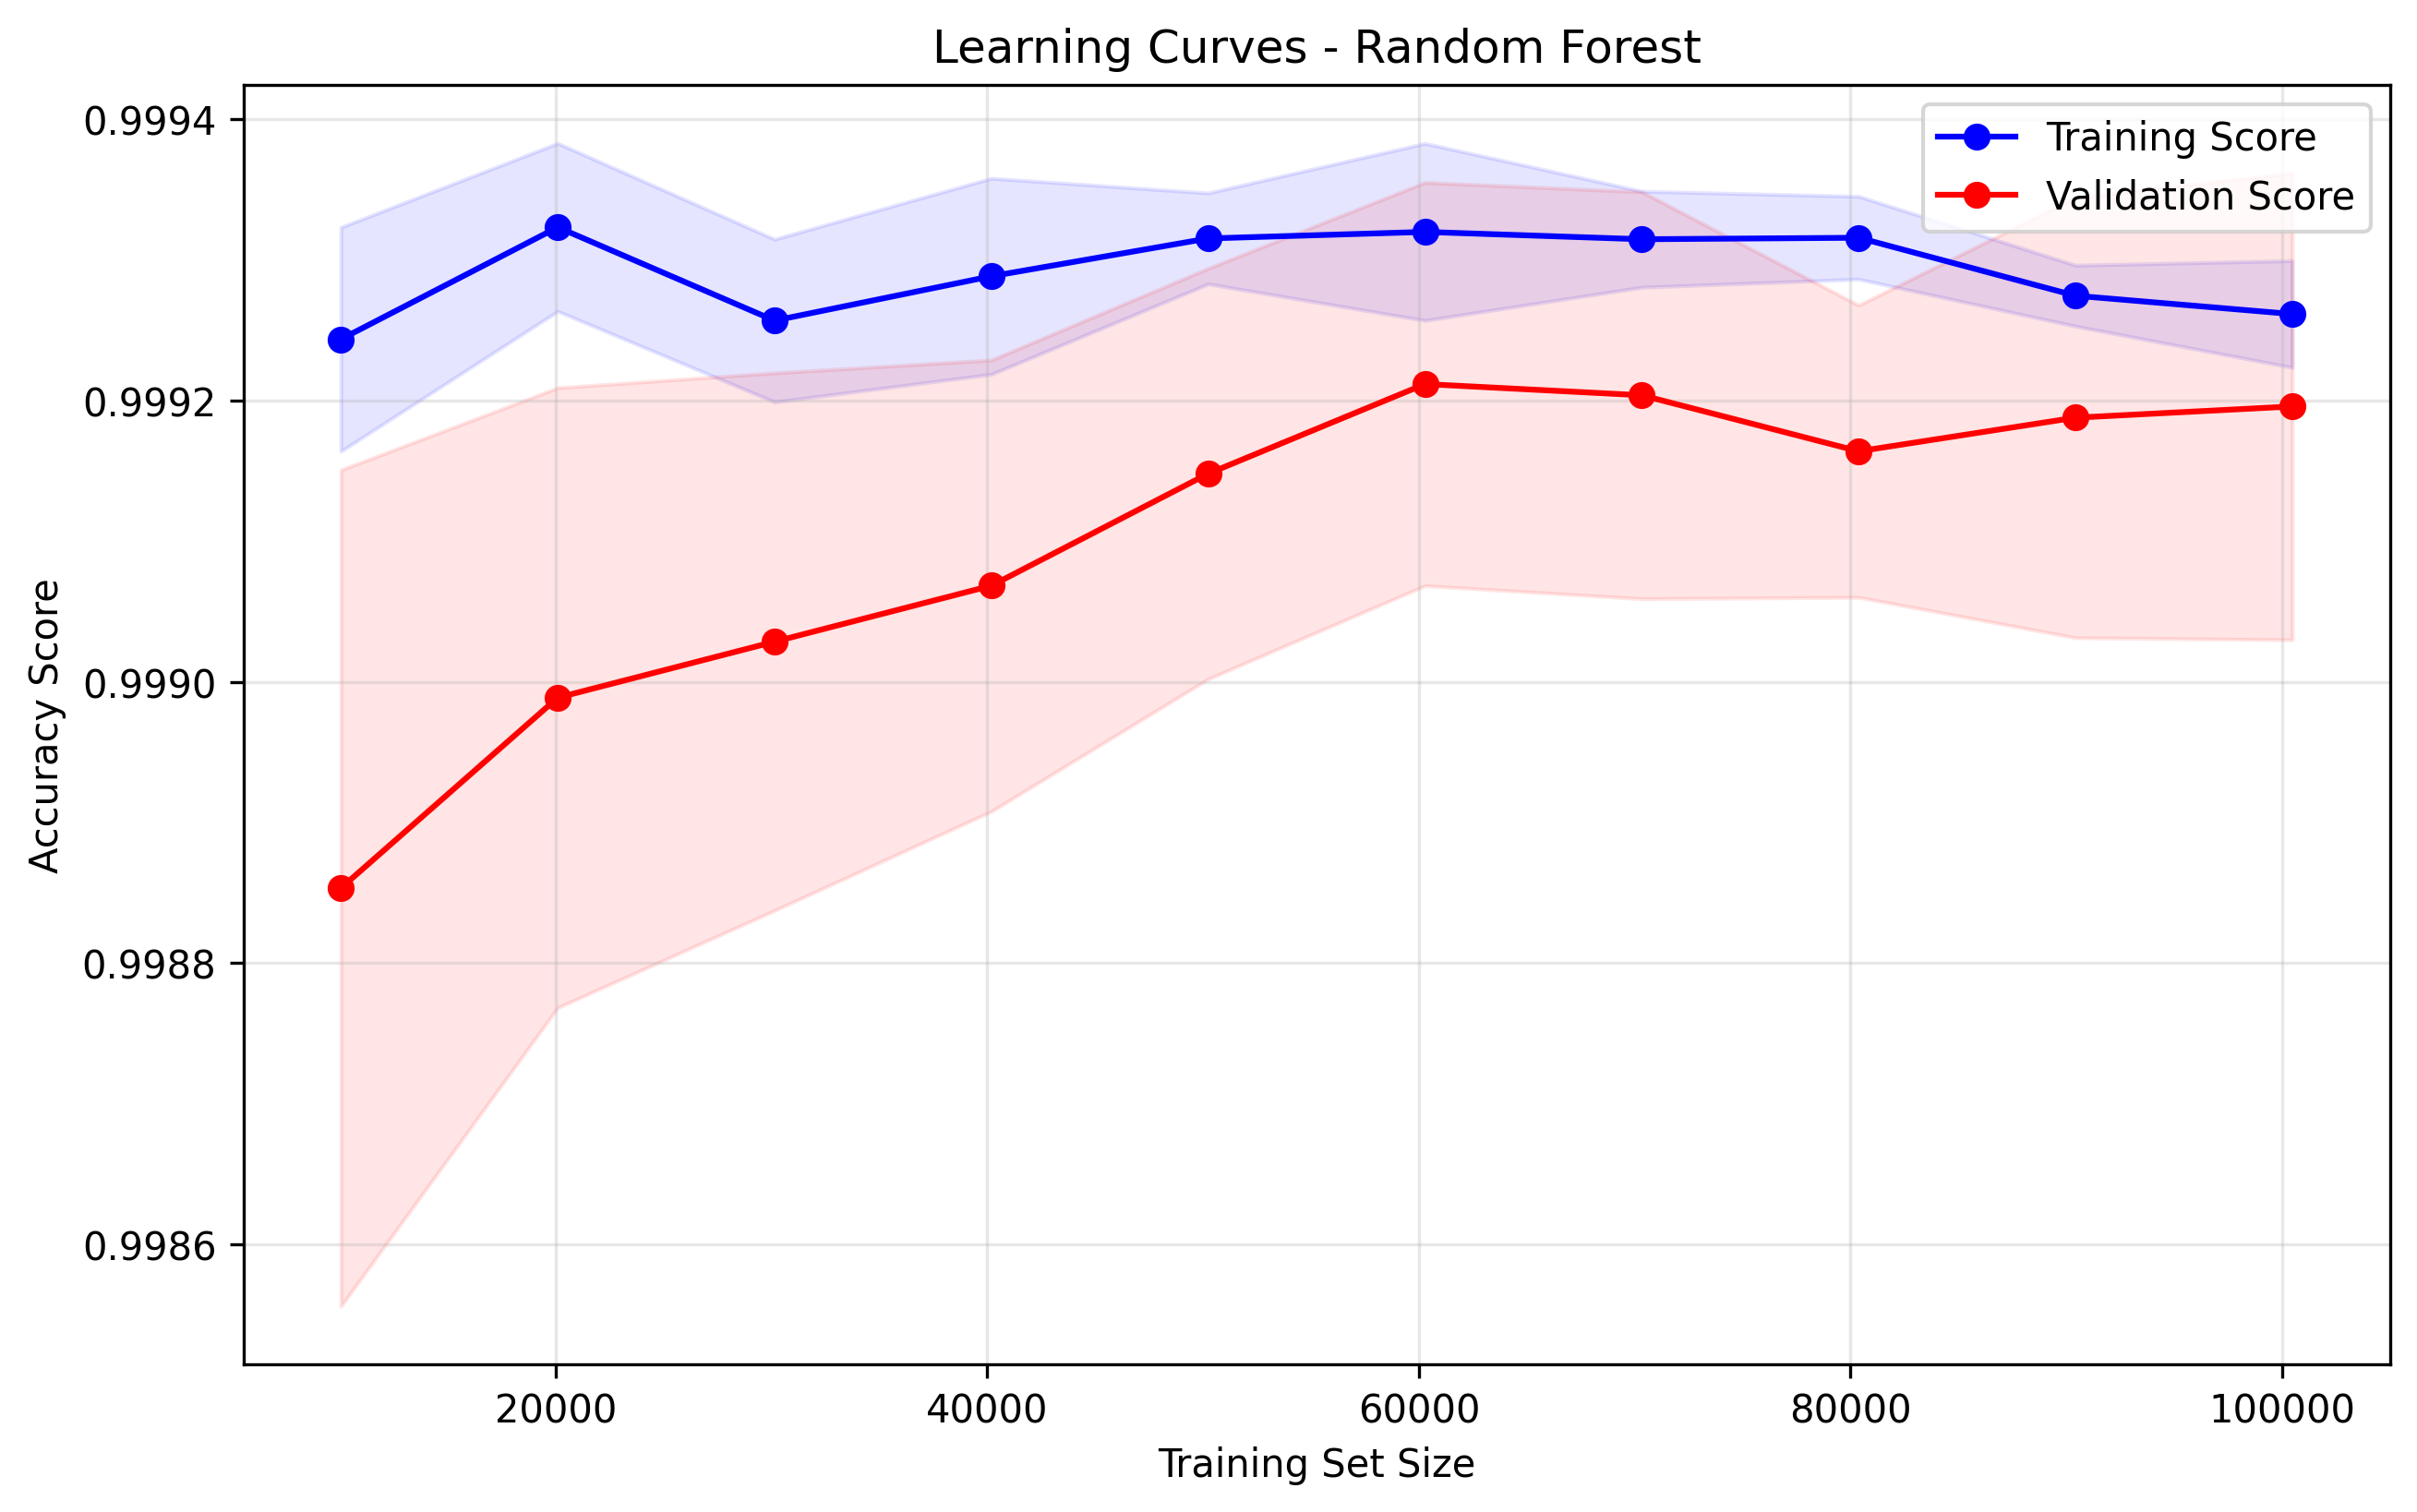 Learning Curves - Random Forest
Training Score
Validation Score
Accuracy Score
0.9994
0.9992
0.9990
0.9988
0.9986
20000
40000
60000
80000
100000
Training Set Size